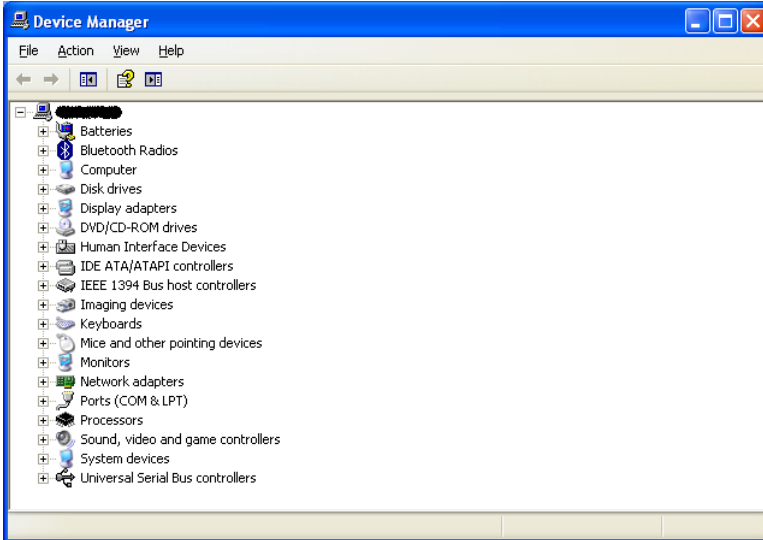 Device Manager
File Action View Help
Batteries
Bluetooth Radios
Computer
Disk drives
Display adapters
DVD/CD-ROM drives
Human Interface Devices
IDE ATA/ATAPI controllers
IEEE 1394 Bus host controllers
Imaging devices
Keyboards
Mice and other pointing devices
Monitors
Network adapters
Ports (COM & LPT)
Processors
Sound, video and game controllers
System devices
Universal Serial Bus controllers